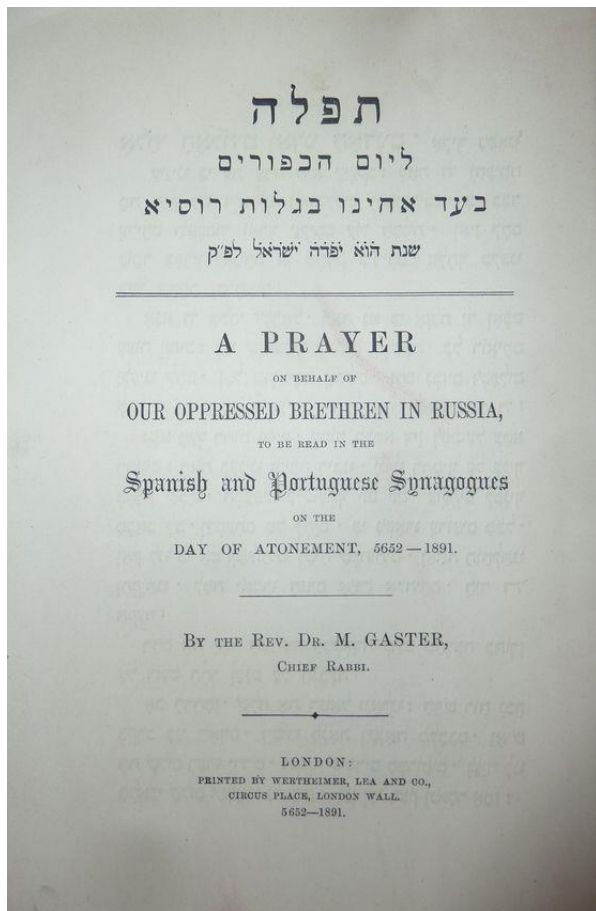 תפלה
ליום הכפורים
בעד אחינו בגלות רוסיא
שנת הוא יפדה ישראל לפ״ק
A PRAYER
ON BEHALF OF
OUR OPPRESSED BRETHREN IN RUSSIA,
TO BE READ IN THE
Spanish and Portuguese Synagogues
ON THE
DAY OF ATONEMENT, 5652—1891.
BY THE REV. DR. M. GASTER,
CHIEF RABBI.
LONDON:
PRINTED BY WERTHEIMER, LEA AND CO.,
CIRCUS PLACE, LONDON WALL.
5652—1891.